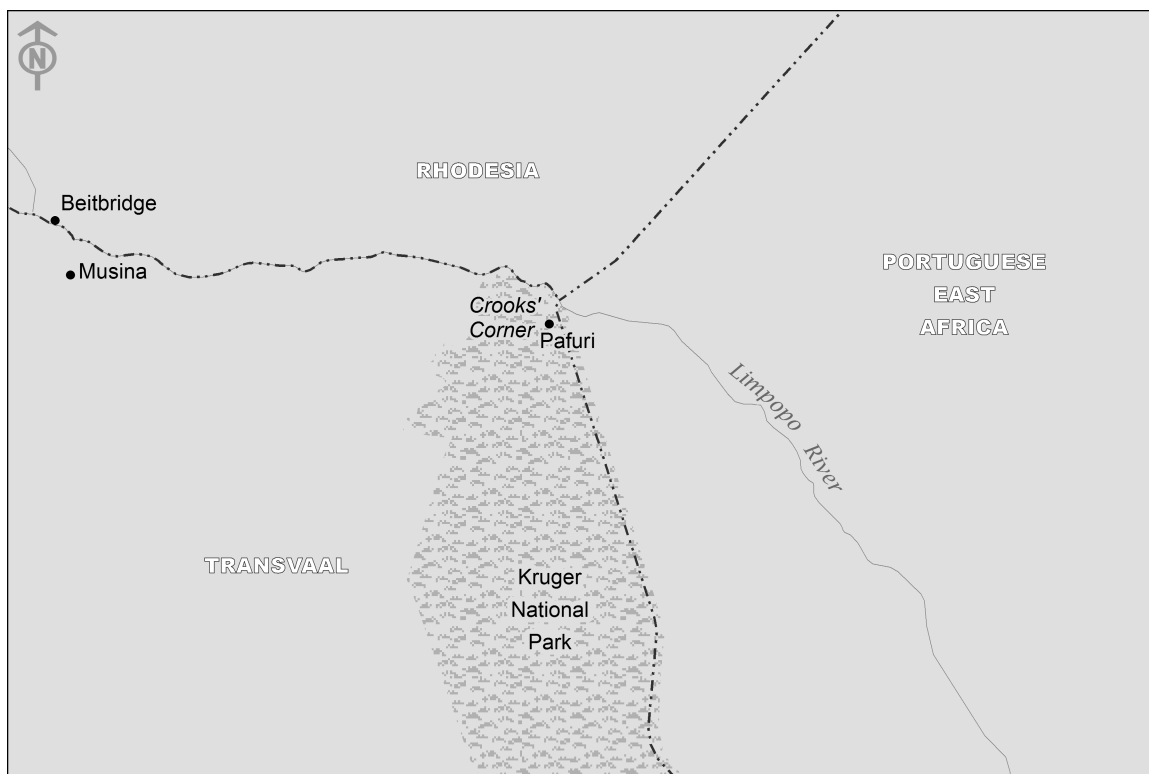 N
RHODESIA
Beitbridge
Musina
PORTUGUESE
EAST
AFRICA
Crooks'
Corner
Pafuri
Limpopo River
TRANSVAAL
Kruger
National
Park